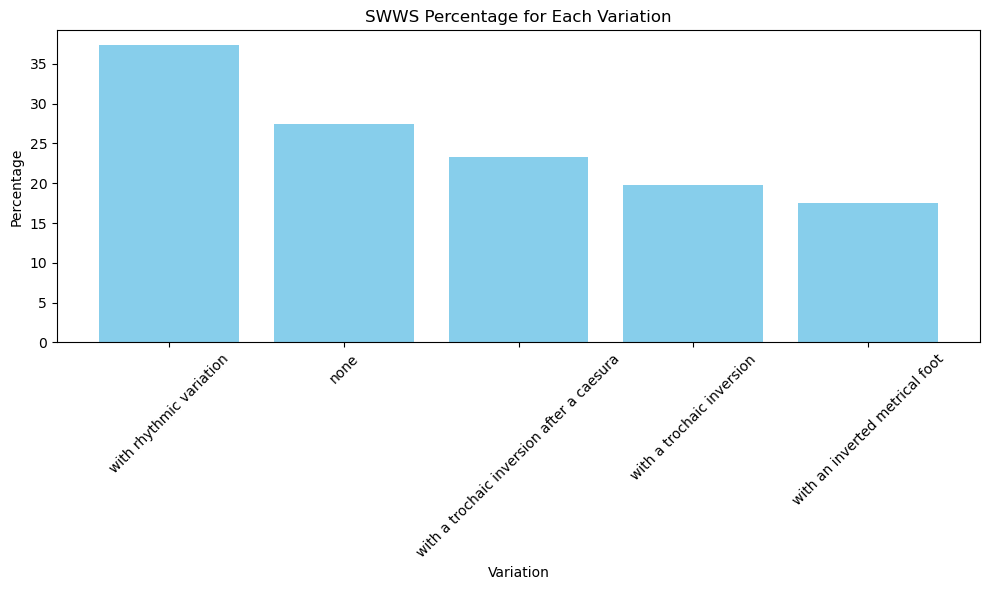 SWWS Percentage for Each Variation
Percentage
35
30
25
20
15
10
5
0
with rhythmic variation
none
with a trochaic inversion after a caesura
with a trochaic inversion
with an inverted metrical foot
Variation